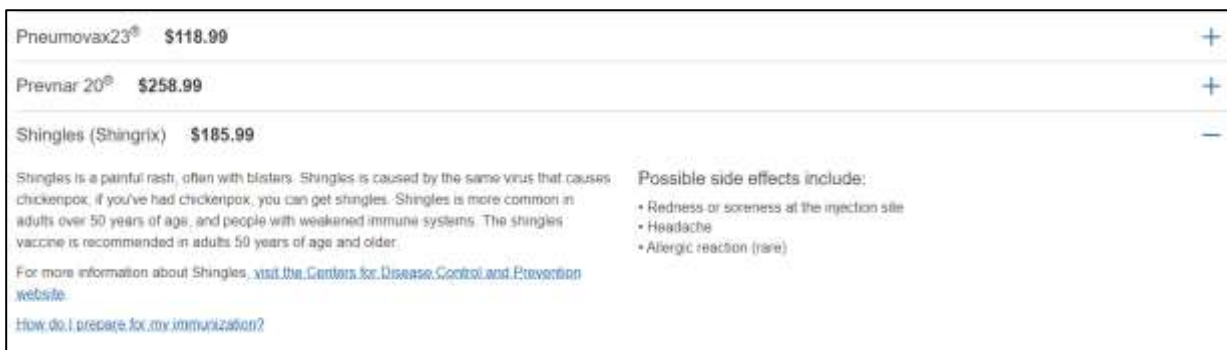 Pneumovax23® $118.99
Prevnar 20® $258.99
Shingles (Shingrix) $185.99
Shingles is a painful rash, often with blisters. Shingles is caused by the same virus that causes
chickenpox, if you've had chickenpox, you can get shingles. Shingles is more common in
adults over 50 years of age, and people with weakened immune systems. The shingles
vaccine is recommended in adults 50 years of age and older.
For more information about Shingles, visit the Centers for Disease Control and Prevention
website.
How do I prepare for my immunization?
Possible side effects include:
• Redness or soreness at the injection site
• Headache
• Allergic reaction (rare)